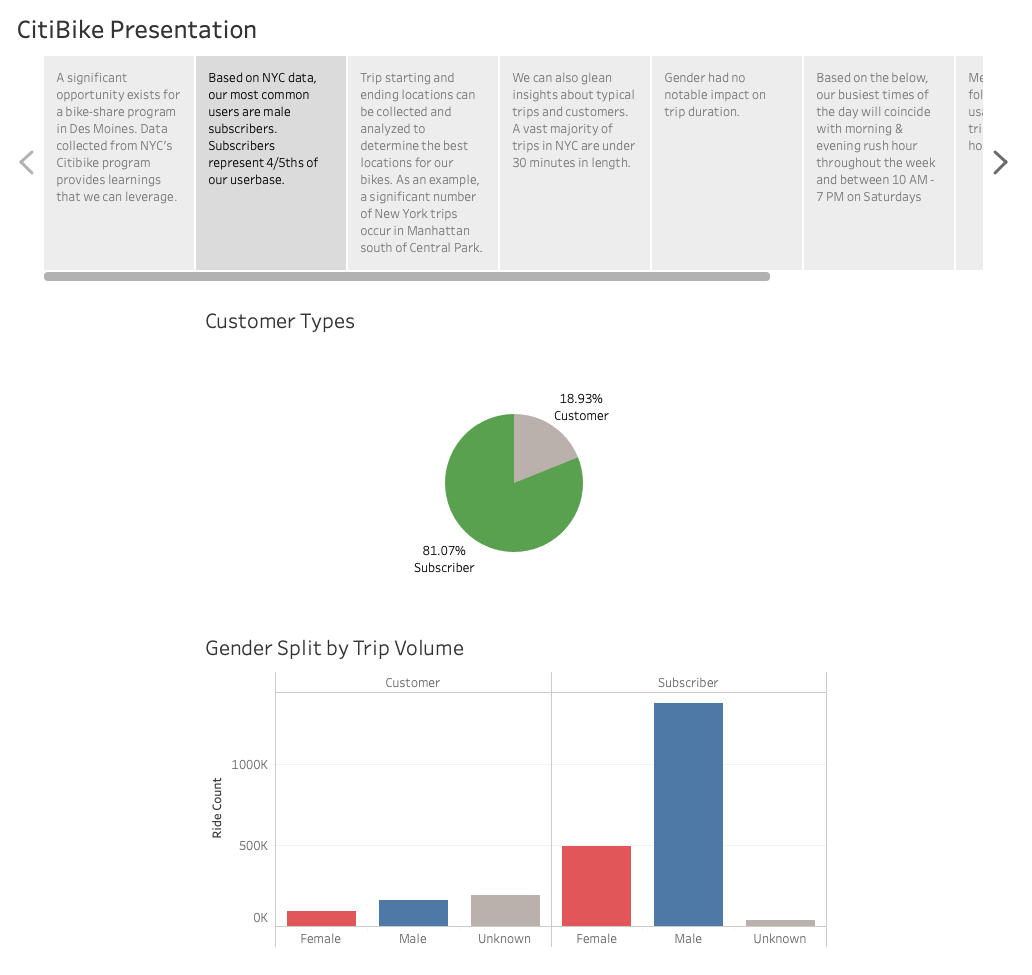 CitiBike Presentation
A significant
opportunity exists for
a bike-share program
in Des Moines. Data
collected from NYC's
Citibike program
provides learnings
that we can leverage.
Based on NYC data,
our most common
users are male
subscribers.
Subscribers
represent 4/5ths of
our userbase.
Trip starting and
ending locations can
be collected and
analyzed to
determine the best
locations for our
bikes. As an example,
a significant number
of New York trips
occur in Manhattan
south of Central Park.
We can also glean
insights about typical
trips and customers.
A vast majority of
trips in NYC are under
30 minutes in length.
Gender had no
notable impact on
trip duration.
Based on the below,
our busiest times of
the day will coincide
with morning &
evening rush hour
throughout the week
and between 10 AM -
7 PM on Saturdays
Customer Types
18.93%
Customer
81.07%
Subscriber
Gender Split by Trip Volume
Customer
Subscriber
Ride Count
1000K
500K
0K
Female
Male
Unknown
Female
Male
Unknown